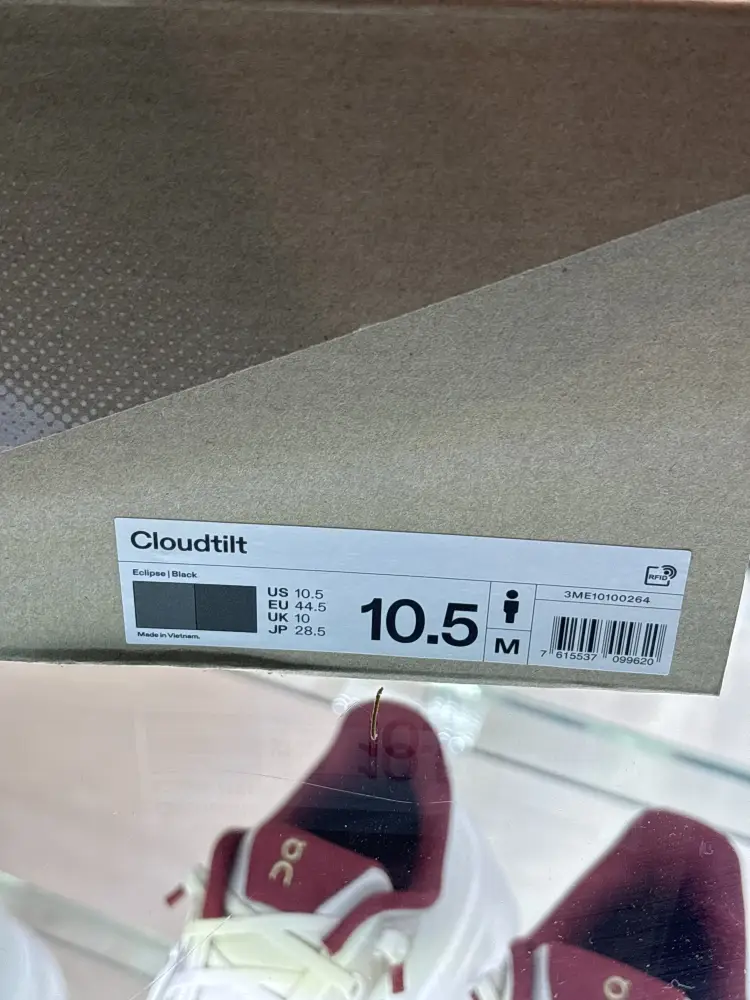 Cloudtilt
Eclipse | Black
Made in Vietnam.
US 10.5
EU 44.5
UK 10
JP 28.5
10.5
M
RFID
3ME10100264
7 615537 099620